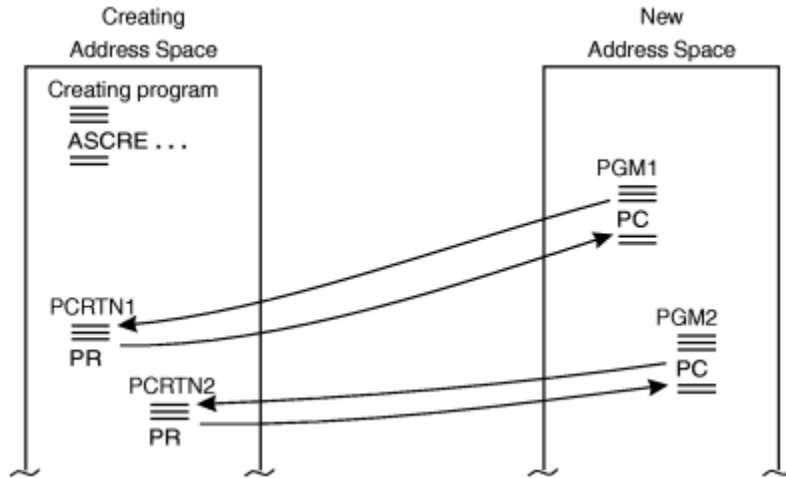 Creating
Address Space
New
Address Space
Creating program
ASCRE . . .
PGM1
PC
PCRTN1
PR
PGM2
PC
PCRTN2
PR